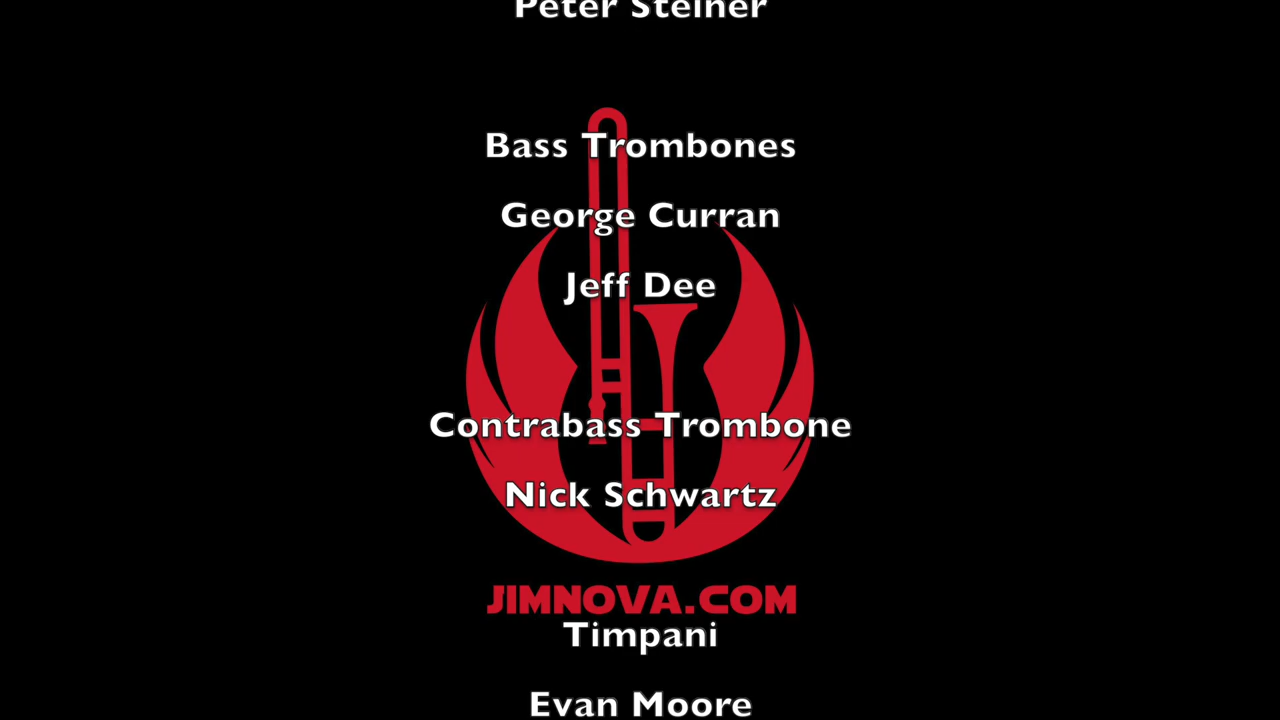 Peter Steiner
Bass Trombones
George Curran
Jeff Dee
Contrabass Trombone
Nick Schwartz
JIMNOVA.COM
Timpani
Evan Moore